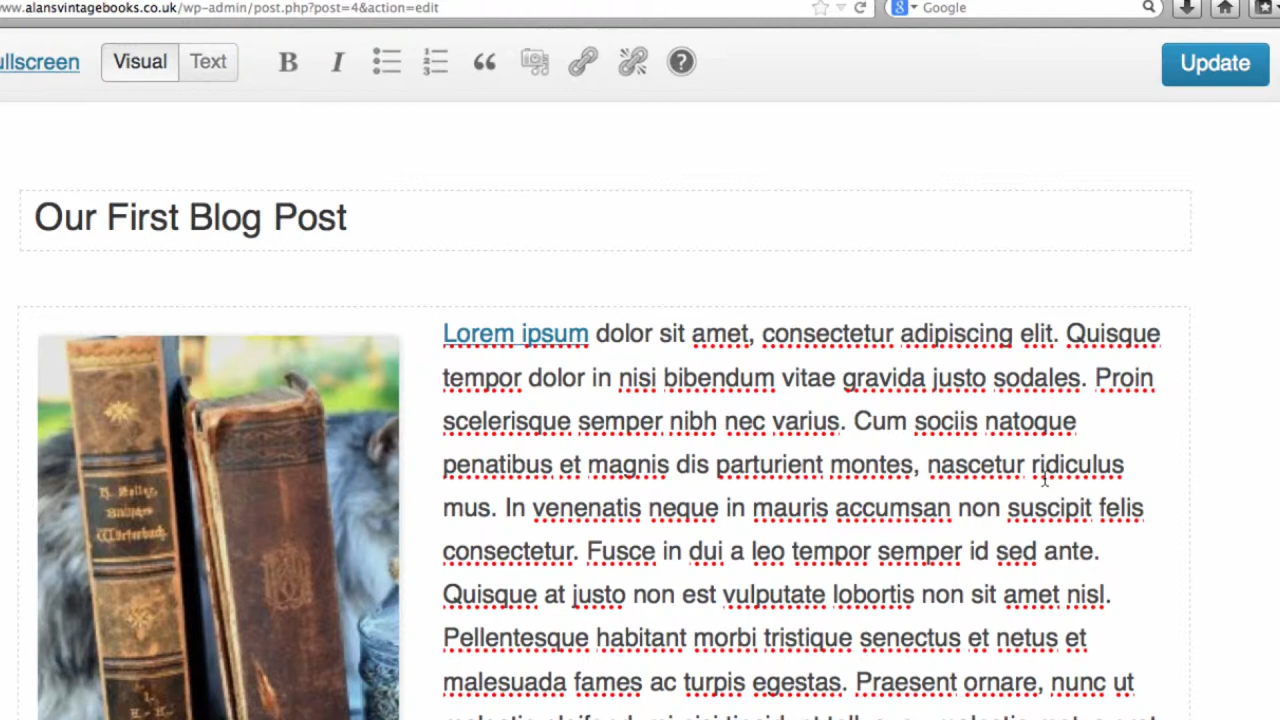 www.alansvintagebooks.co.uk/wp-admin/post.php?post=4&action=edit
Google
Visual Text B I Update
Our First Blog Post
Lorem ipsum dolor sit amet, consectetur adipiscing elit. Quisque
tempor dolor in nisi bibendum vitae gravida justo sodales. Proin
scelerisque semper nibh nec varius. Cum sociis natoque
penatibus et magnis dis parturient montes, nascetur ridiculus
mus. In venenatis neque in mauris accumsan non suscipit felis
consectetur. Fusce in dui a leo tempor semper id sed ante.
Quisque at justo non est vulputate lobortis non sit amet nisl.
Pellentesque habitant morbi tristique senectus et netus et
malesuada fames ac turpis egestas. Praesent ornare, nunc ut